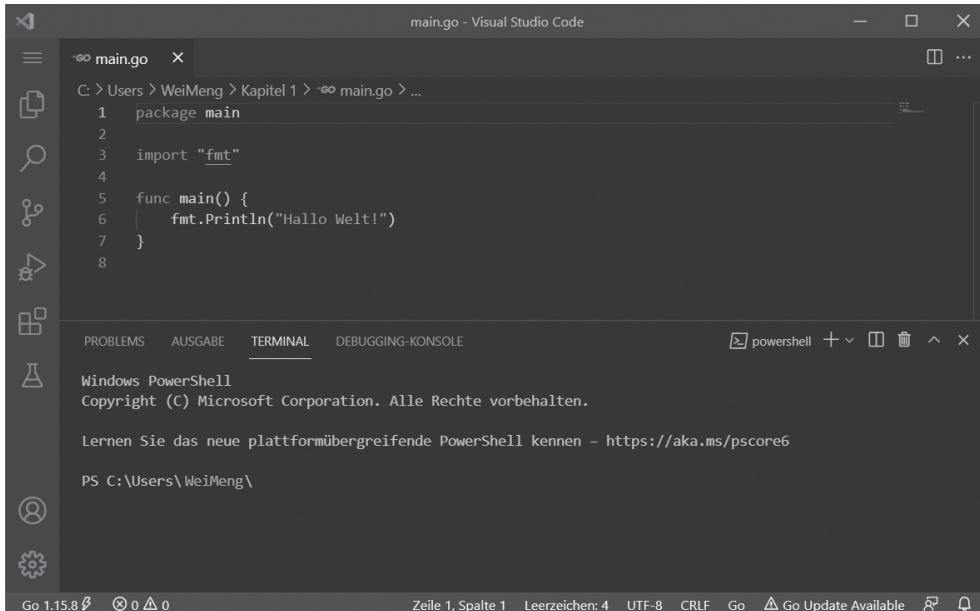 main.go - Visual Studio Code
GO main.go
C: > Users > WeiMeng > Kapitel 1 > GO main.go > ...
1 package main
2
3 import "fmt"
4
5 func main() {
6 fmt.Println("Hallo Welt!")
7 }
8
PROBLEMS AUSGABE TERMINAL DEBUGGING-KONSOLE powershell
Windows PowerShell
Copyright (C) Microsoft Corporation. Alle Rechte vorbehalten.
Lernen Sie das neue plattformübergreifende PowerShell kennen – https://aka.ms/pscore6
PS C:\Users\WeiMeng\
Go 1.15.8 0 0 Zeile 1, Spalte 1 Leerzeichen: 4 UTF-8 CRLF Go Go Update Available